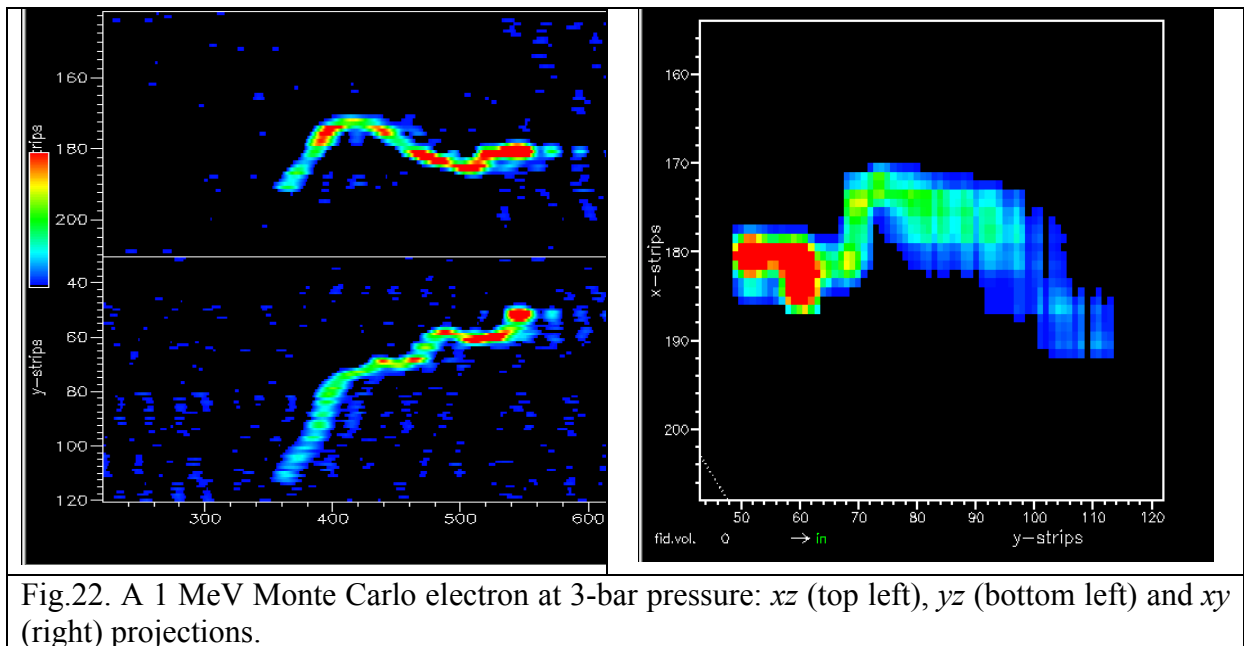 160
180
200
40
x-strips
rips
60
80
100
120
y-strips
300 400 500 600
160
170
180
190
200
x-strips
50 60 70 80 90 100 110 120
fid.vol. 0 → in y-strips
Fig.22. A 1 MeV Monte Carlo electron at 3-bar pressure: xz (top left), yz (bottom left) and xy
(right) projections.